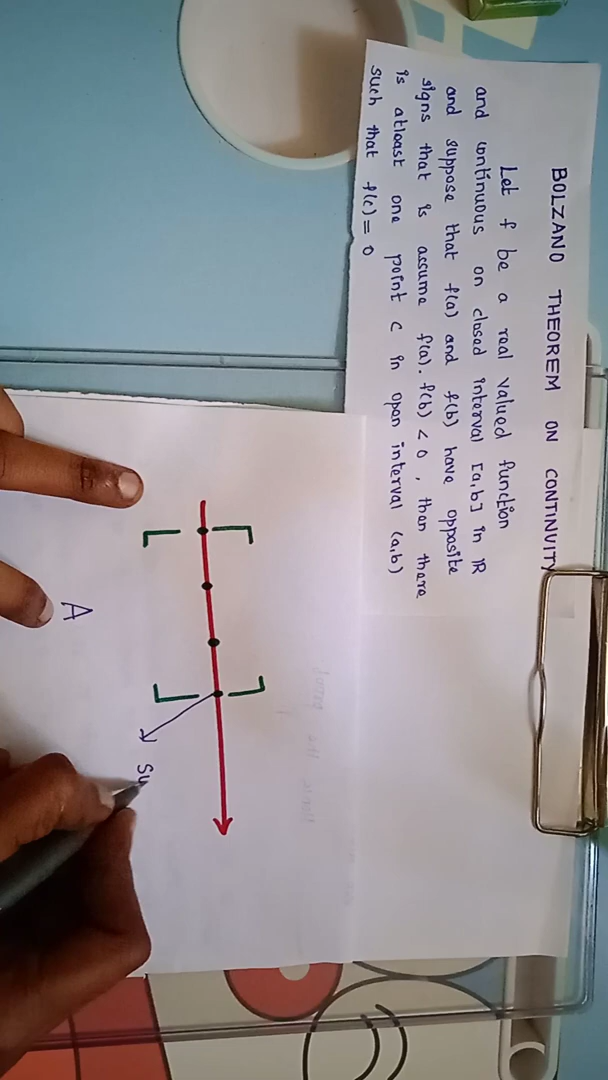 BOLZANO THEOREM ON CONTINUITY
Let f be a real valued function
and continuous on closed interval [a,b] in IR
and suppose that f(a) and f(b) have opposite
signs that is assume f(a). f(b) < 0 , then there
is atleast one point c in open interval (a,b)
such that f(c) = 0
A
Su